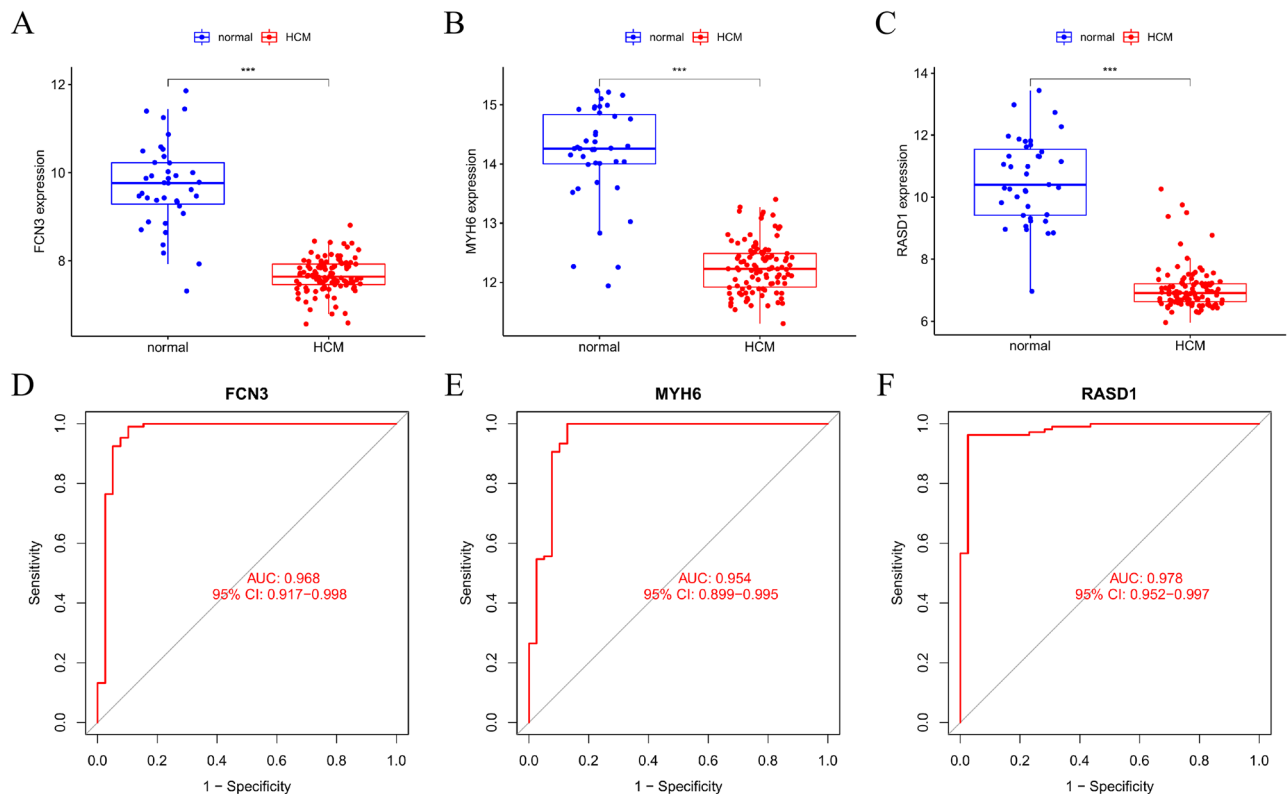 A
normal HCM
***
FCN3 expression
12
10
8
normal HCM
B
normal HCM
***
MYH6 expression
15
14
13
12
normal HCM
C
normal HCM
***
RASD1 expression
14
12
10
8
6
normal HCM
D
FCN3
Sensitivity
1.0
0.8
0.6
0.4
0.2
0.0
AUC: 0.968
95% CI: 0.917−0.998
0.0 0.2 0.4 0.6 0.8 1.0
1 − Specificity
E
MYH6
Sensitivity
1.0
0.8
0.6
0.4
0.2
0.0
AUC: 0.954
95% CI: 0.899−0.995
0.0 0.2 0.4 0.6 0.8 1.0
1 − Specificity
F
RASD1
Sensitivity
1.0
0.8
0.6
0.4
0.2
0.0
AUC: 0.978
95% CI: 0.952−0.997
0.0 0.2 0.4 0.6 0.8 1.0
1 − Specificity